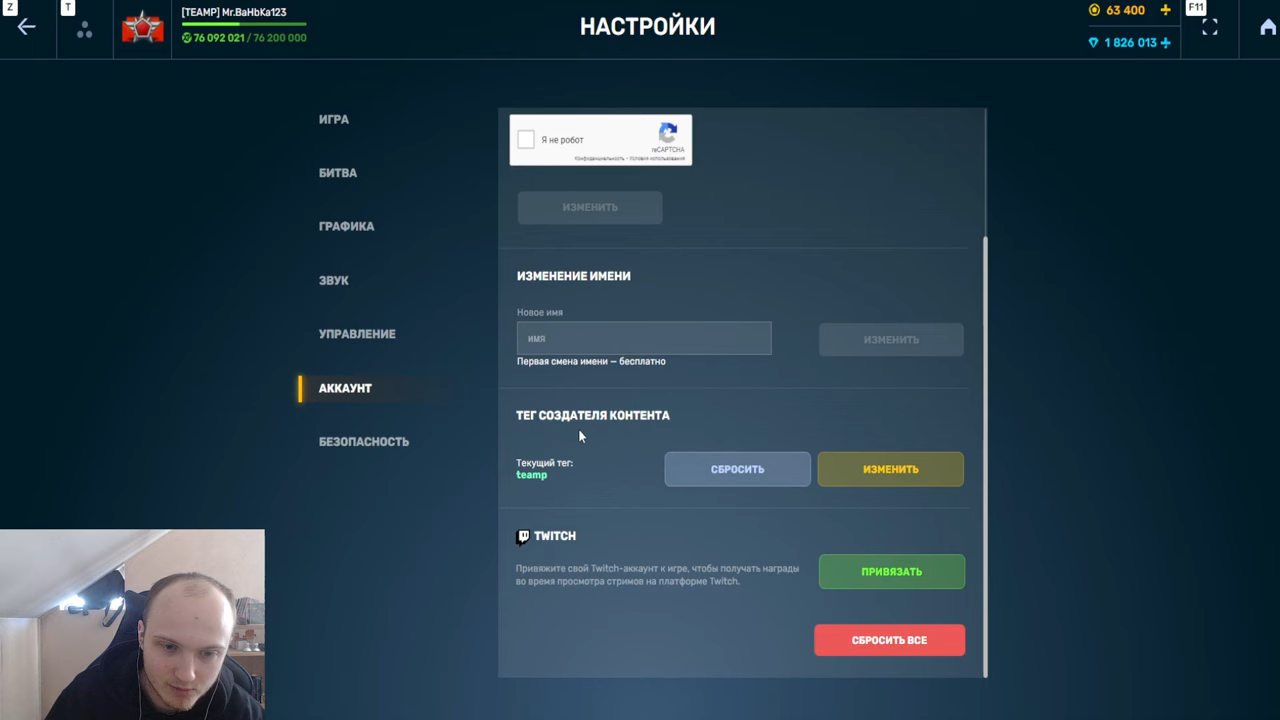 Z
T
[TEAMP] Mr.BaHbKa123
76 092 021 / 76 200 000
НАСТРОЙКИ
63 400
1 826 013
F11
ИГРА
БИТВА
ГРАФИКА
ЗВУК
УПРАВЛЕНИЕ
АККАУНТ
БЕЗОПАСНОСТЬ
Я не робот
reCAPTCHA
Конфиденциальность - Условия использования
ИЗМЕНИТЬ
ИЗМЕНЕНИЕ ИМЕНИ
Новое имя
имя
ИЗМЕНИТЬ
Первая смена имени — бесплатно
ТЕГ СОЗДАТЕЛЯ КОНТЕНТА
Текущий тег:
teamp
СБРОСИТЬ
ИЗМЕНИТЬ
TWITCH
Привяжите свой Twitch-аккаунт к игре, чтобы получать награды
во время просмотра стримов на платформе Twitch.
ПРИВЯЗАТЬ
СБРОСИТЬ ВСЕ